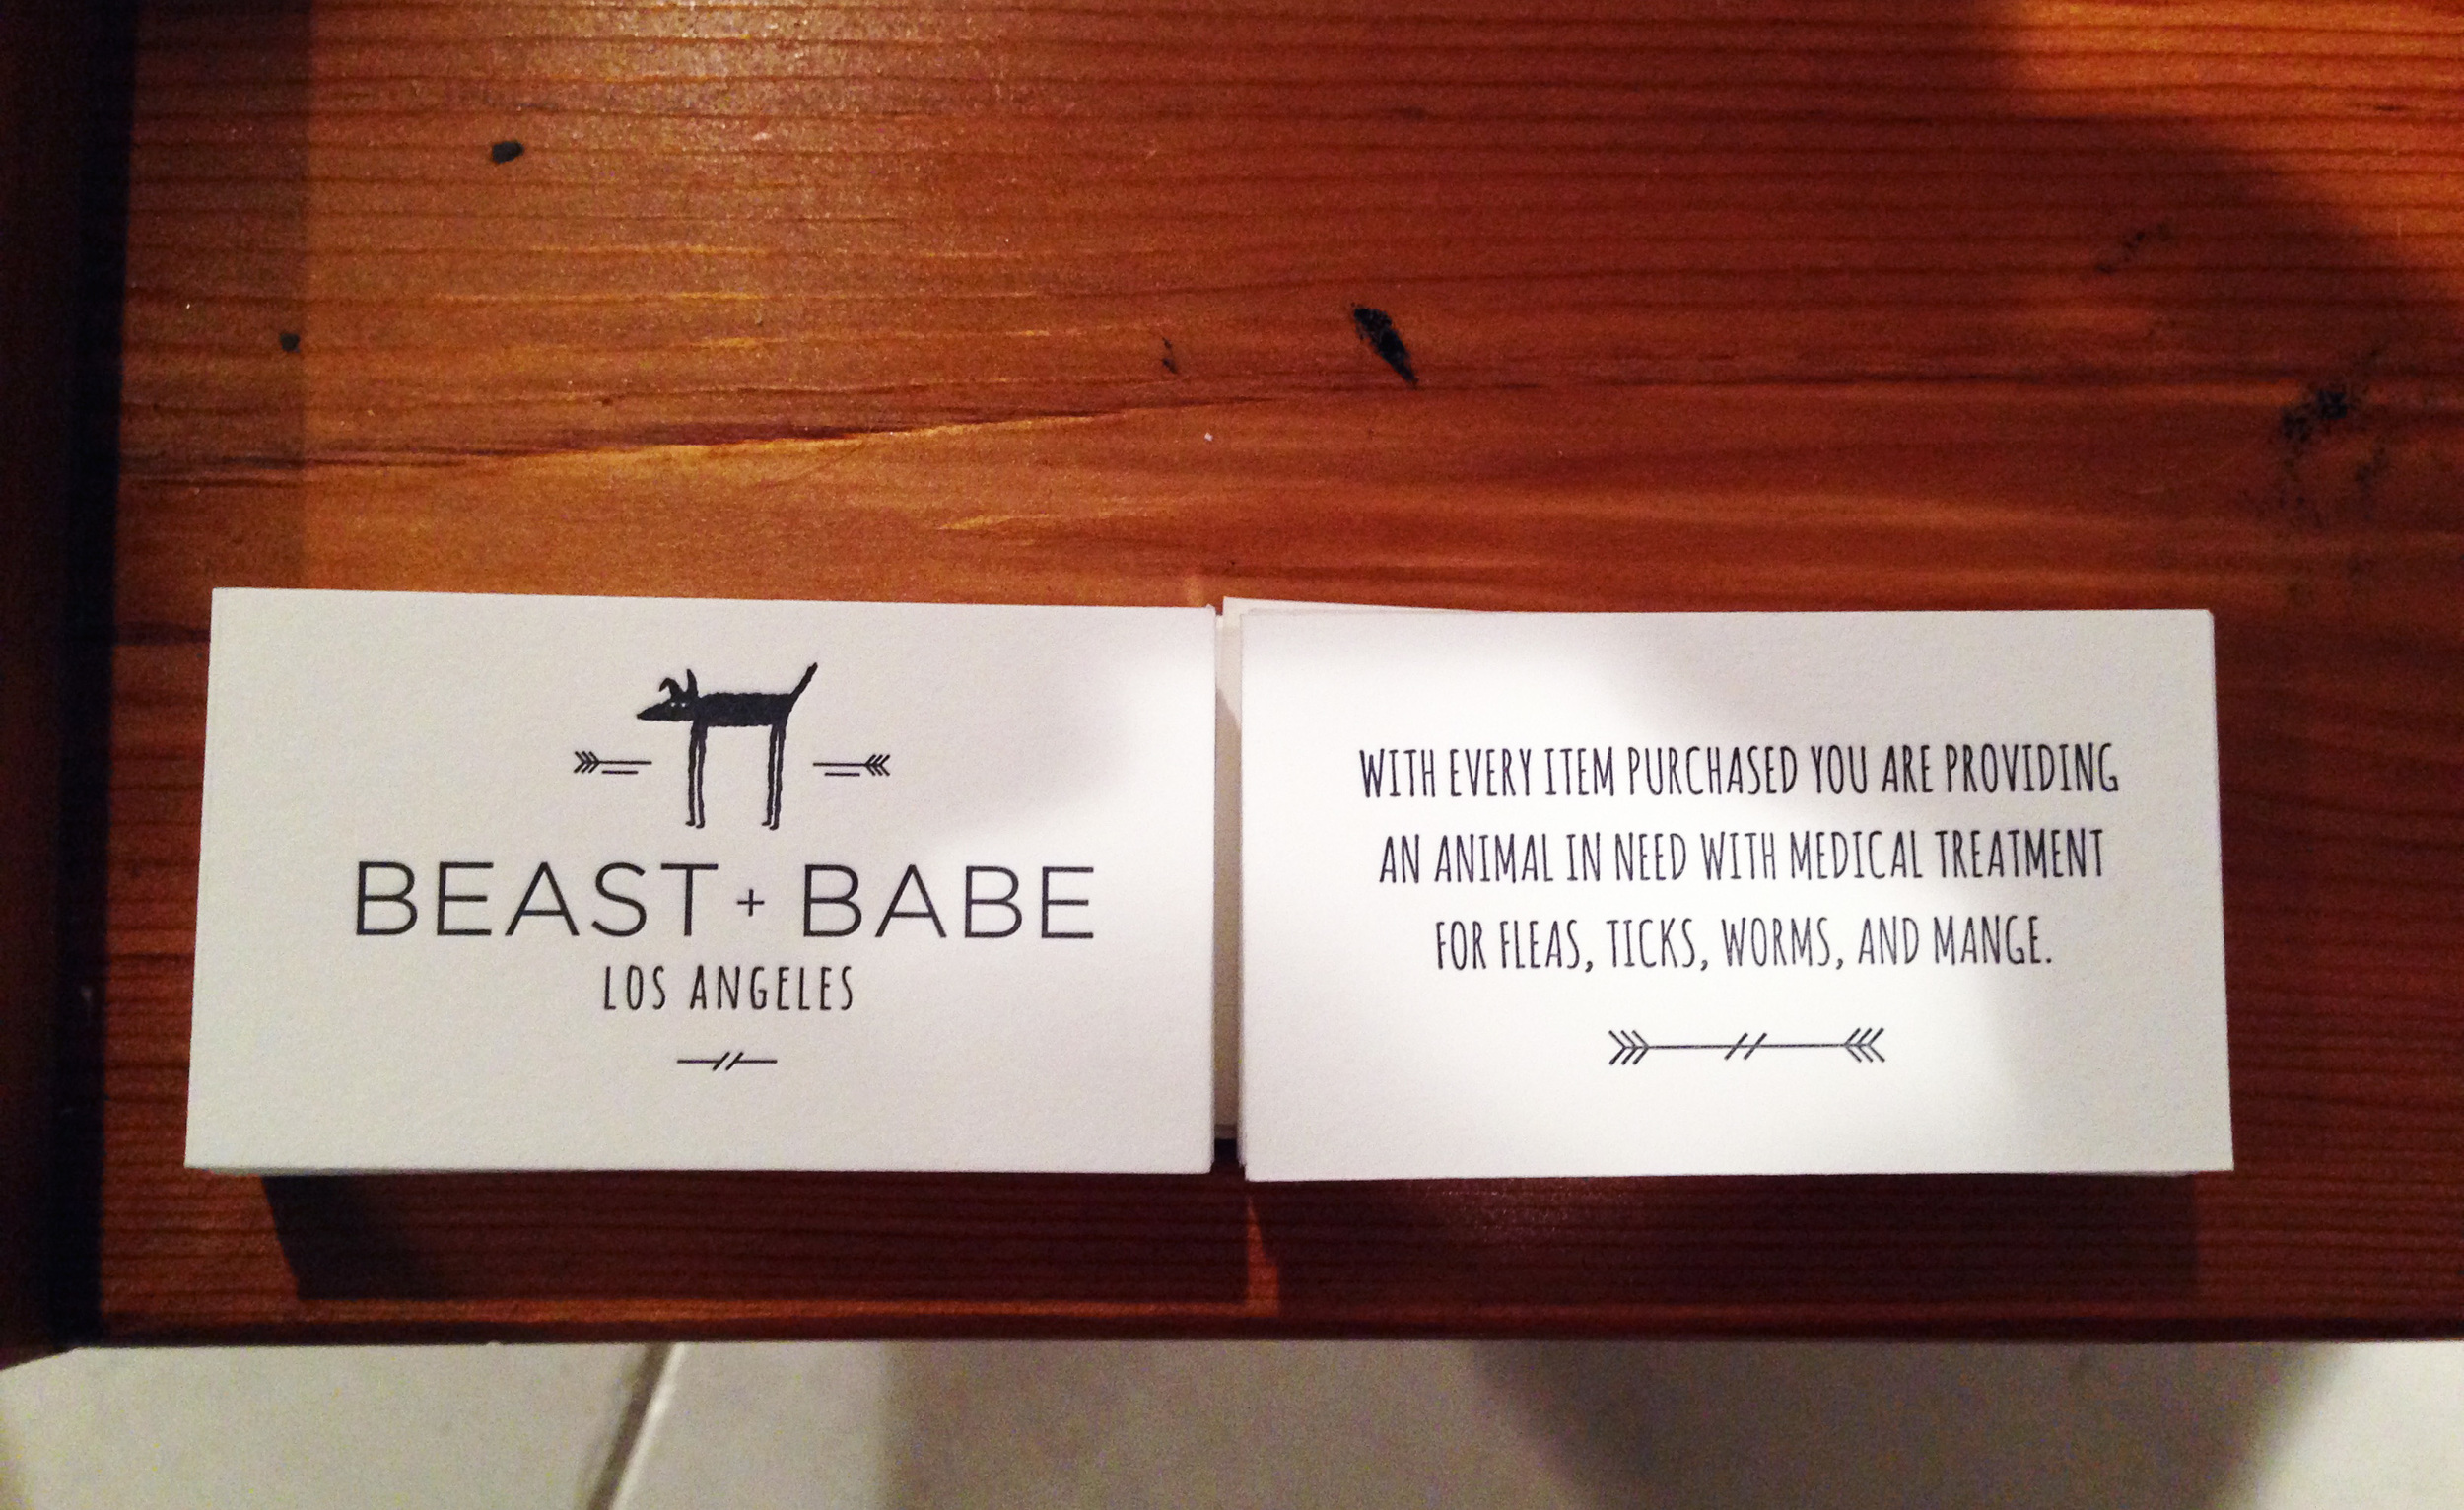 BEAST + BABE
LOS ANGELES
WITH EVERY ITEM PURCHASED YOU ARE PROVIDING
AN ANIMAL IN NEED WITH MEDICAL TREATMENT
FOR FLEAS, TICKS, WORMS, AND MANGE.